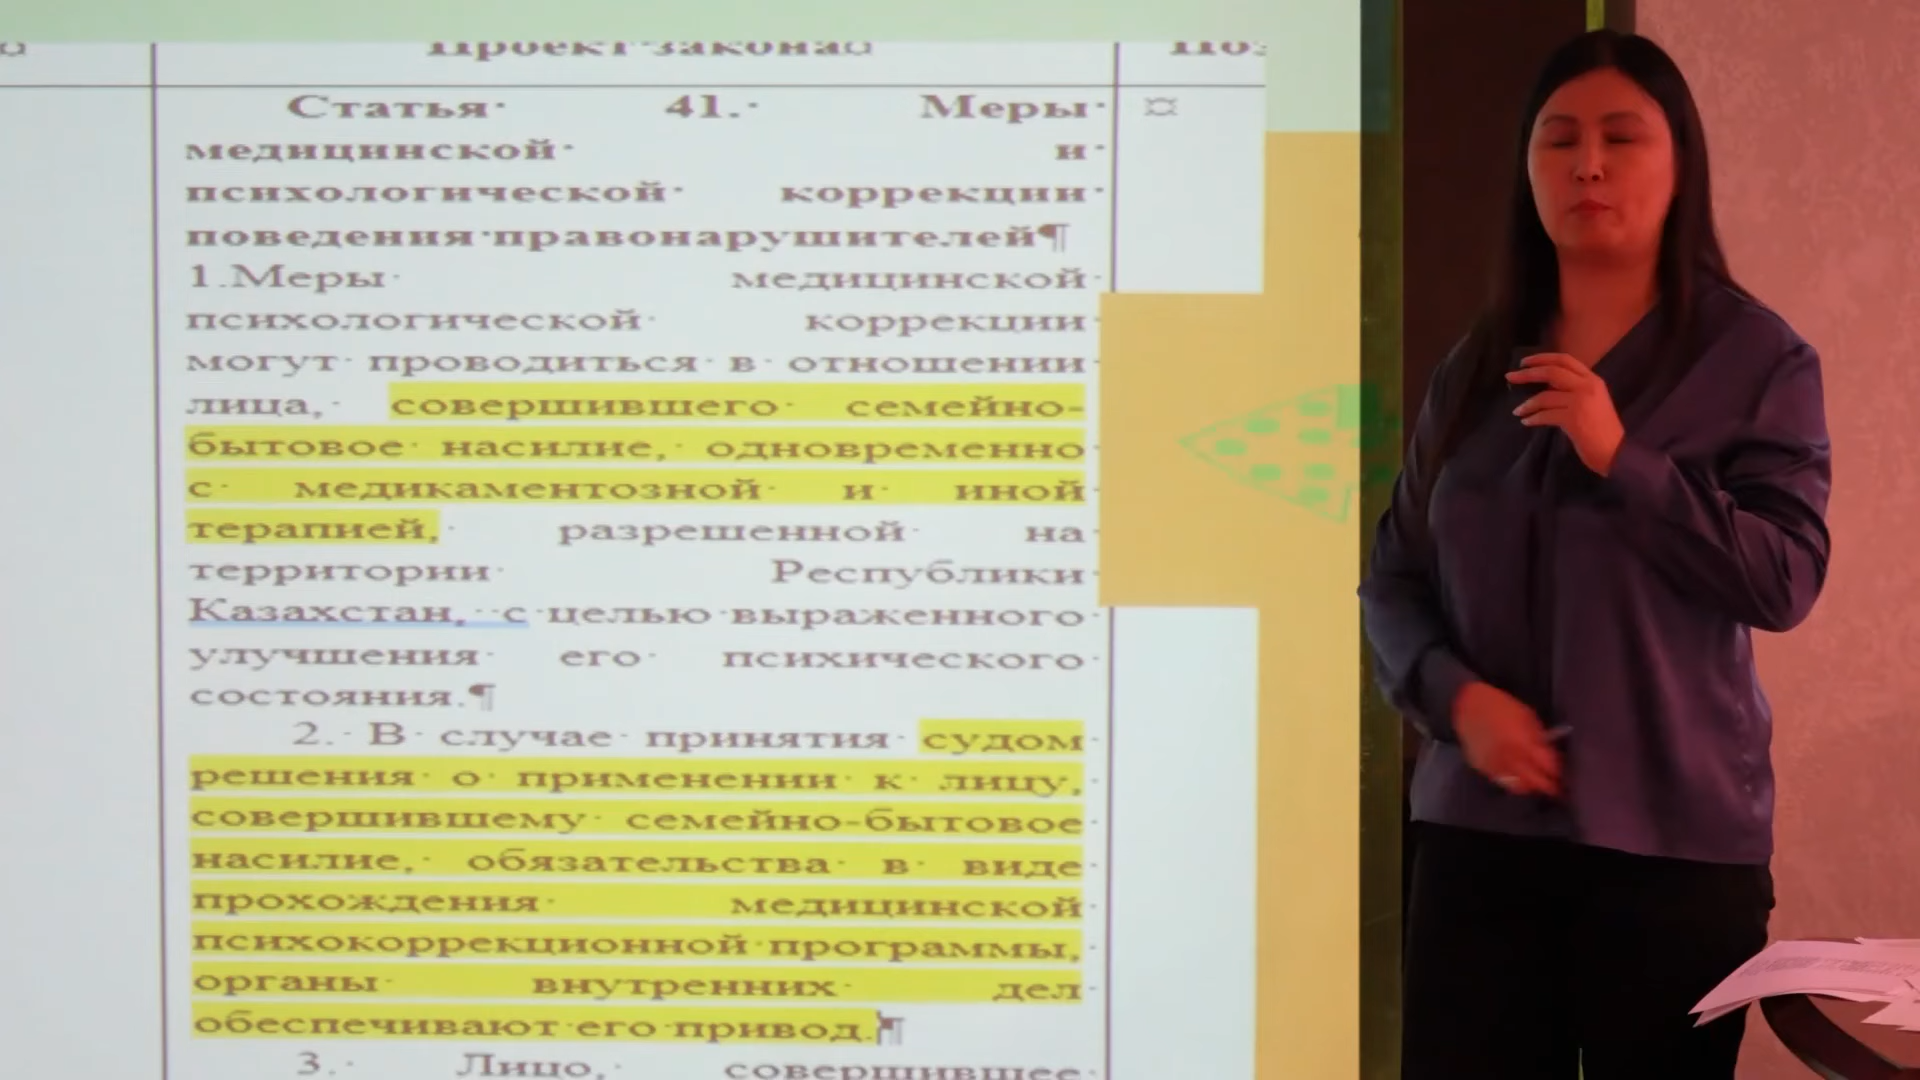 Проект·закона¤
Статья· 41.· Меры·
медицинской· и·
психологической· коррекции·
поведения·правонарушителей¶
1.Меры· медицинской·
психологической· коррекции·
могут· проводиться· в· отношении·
лица,· совершившего· семейно-
бытовое· насилие,· одновременно·
с· медикаментозной· и· иной·
терапией,· разрешенной· на·
территории· Республики·
Казахстан,··с·целью·выраженного·
улучшения· его· психического·
состояния.¶
2.· В· случае· принятия· судом·
решения· о· применении· к· лицу,·
совершившему· семейно-бытовое·
насилие,· обязательства· в· виде·
прохождения· медицинской·
психокоррекционной·программы,·
органы· внутренних· дел·
обеспечивают·его·привод.¶
3.· Лицо,· совершившее·